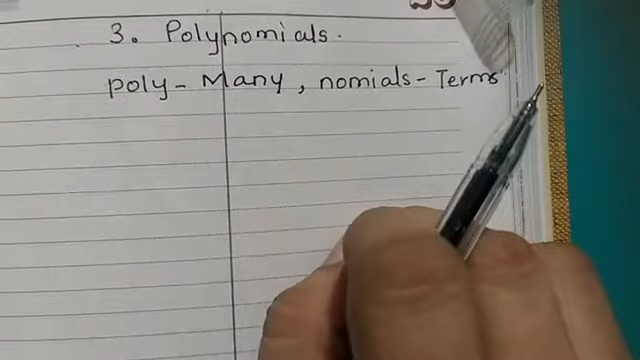 3. Polynomials.
poly - Many, nomials - Terms